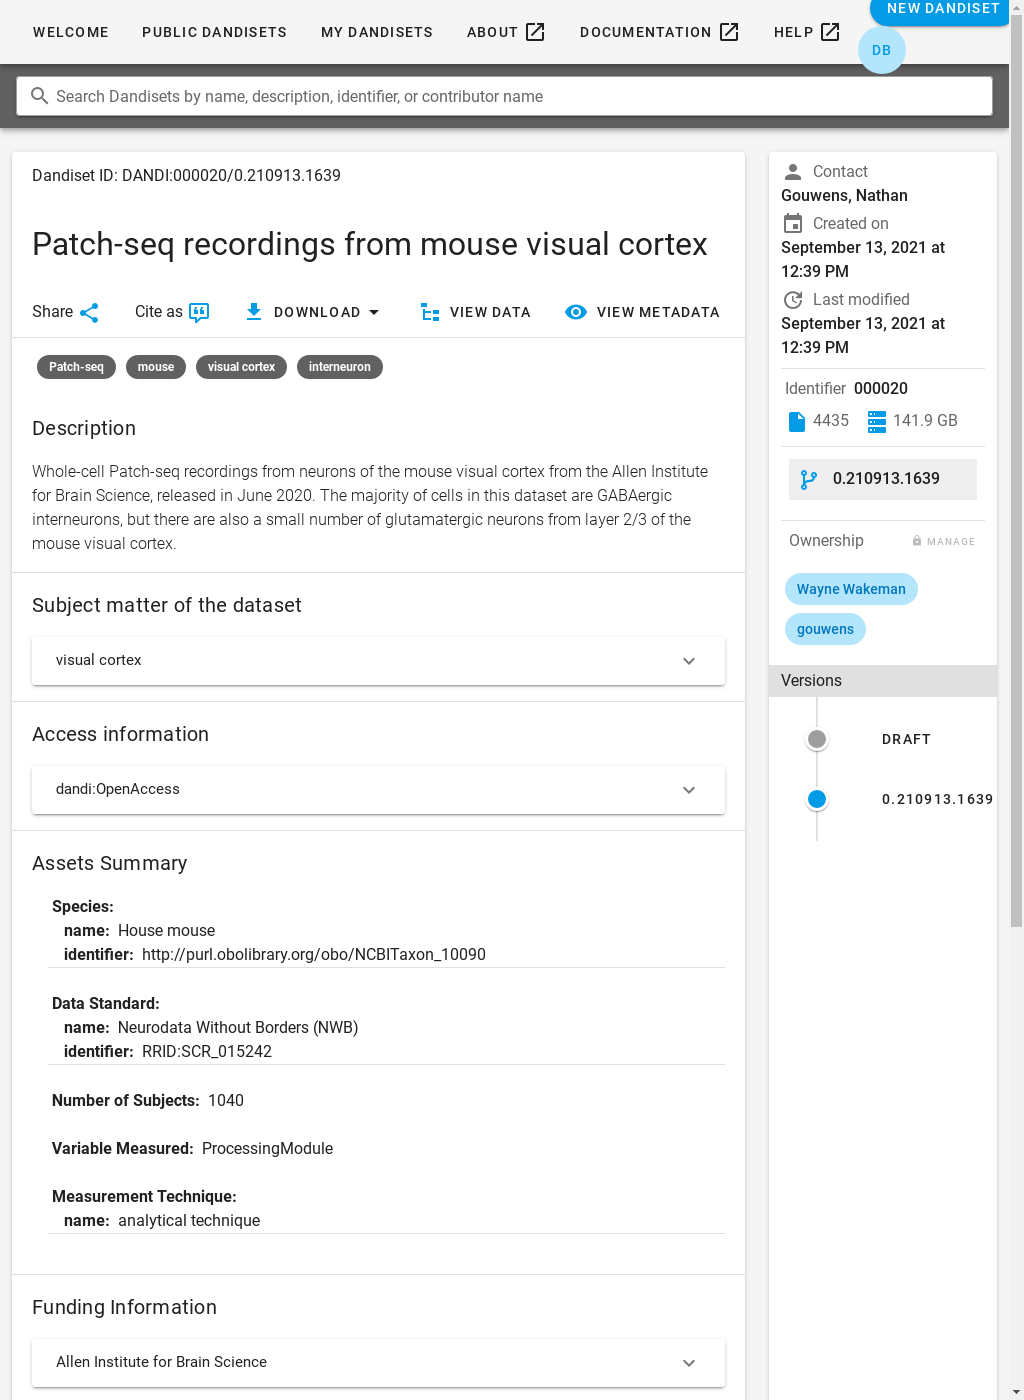 WELCOME
PUBLIC DANDISETS
MY DANDISETS
ABOUT
DOCUMENTATION
HELP
NEW DANDISET
DB
Search Dandisets by name, description, identifier, or contributor name
Dandiset ID: DANDI:000020/0.210913.1639
Patch-seq recordings from mouse visual cortex
Share
Cite as
DOWNLOAD
VIEW DATA
VIEW METADATA
Patch-seq
mouse
visual cortex
interneuron
Description
Whole-cell Patch-seq recordings from neurons of the mouse visual cortex from the Allen Institute
for Brain Science, released in June 2020. The majority of cells in this dataset are GABAergic
interneurons, but there are also a small number of glutamatergic neurons from layer 2/3 of the
mouse visual cortex.
Subject matter of the dataset
visual cortex
Access information
dandi:OpenAccess
Assets Summary
Species:
name: House mouse
identifier: http://purl.obolibrary.org/obo/NCBITaxon_10090
Data Standard:
name: Neurodata Without Borders (NWB)
identifier: RRID:SCR_015242
Number of Subjects: 1040
Variable Measured: ProcessingModule
Measurement Technique:
name: analytical technique
Funding Information
Allen Institute for Brain Science
Contact
Gouwens, Nathan
Created on
September 13, 2021 at
12:39 PM
Last modified
September 13, 2021 at
12:39 PM
Identifier 000020
4435
141.9 GB
0.210913.1639
Ownership
MANAGE
Wayne Wakeman
gouwens
Versions
DRAFT
0.210913.1639